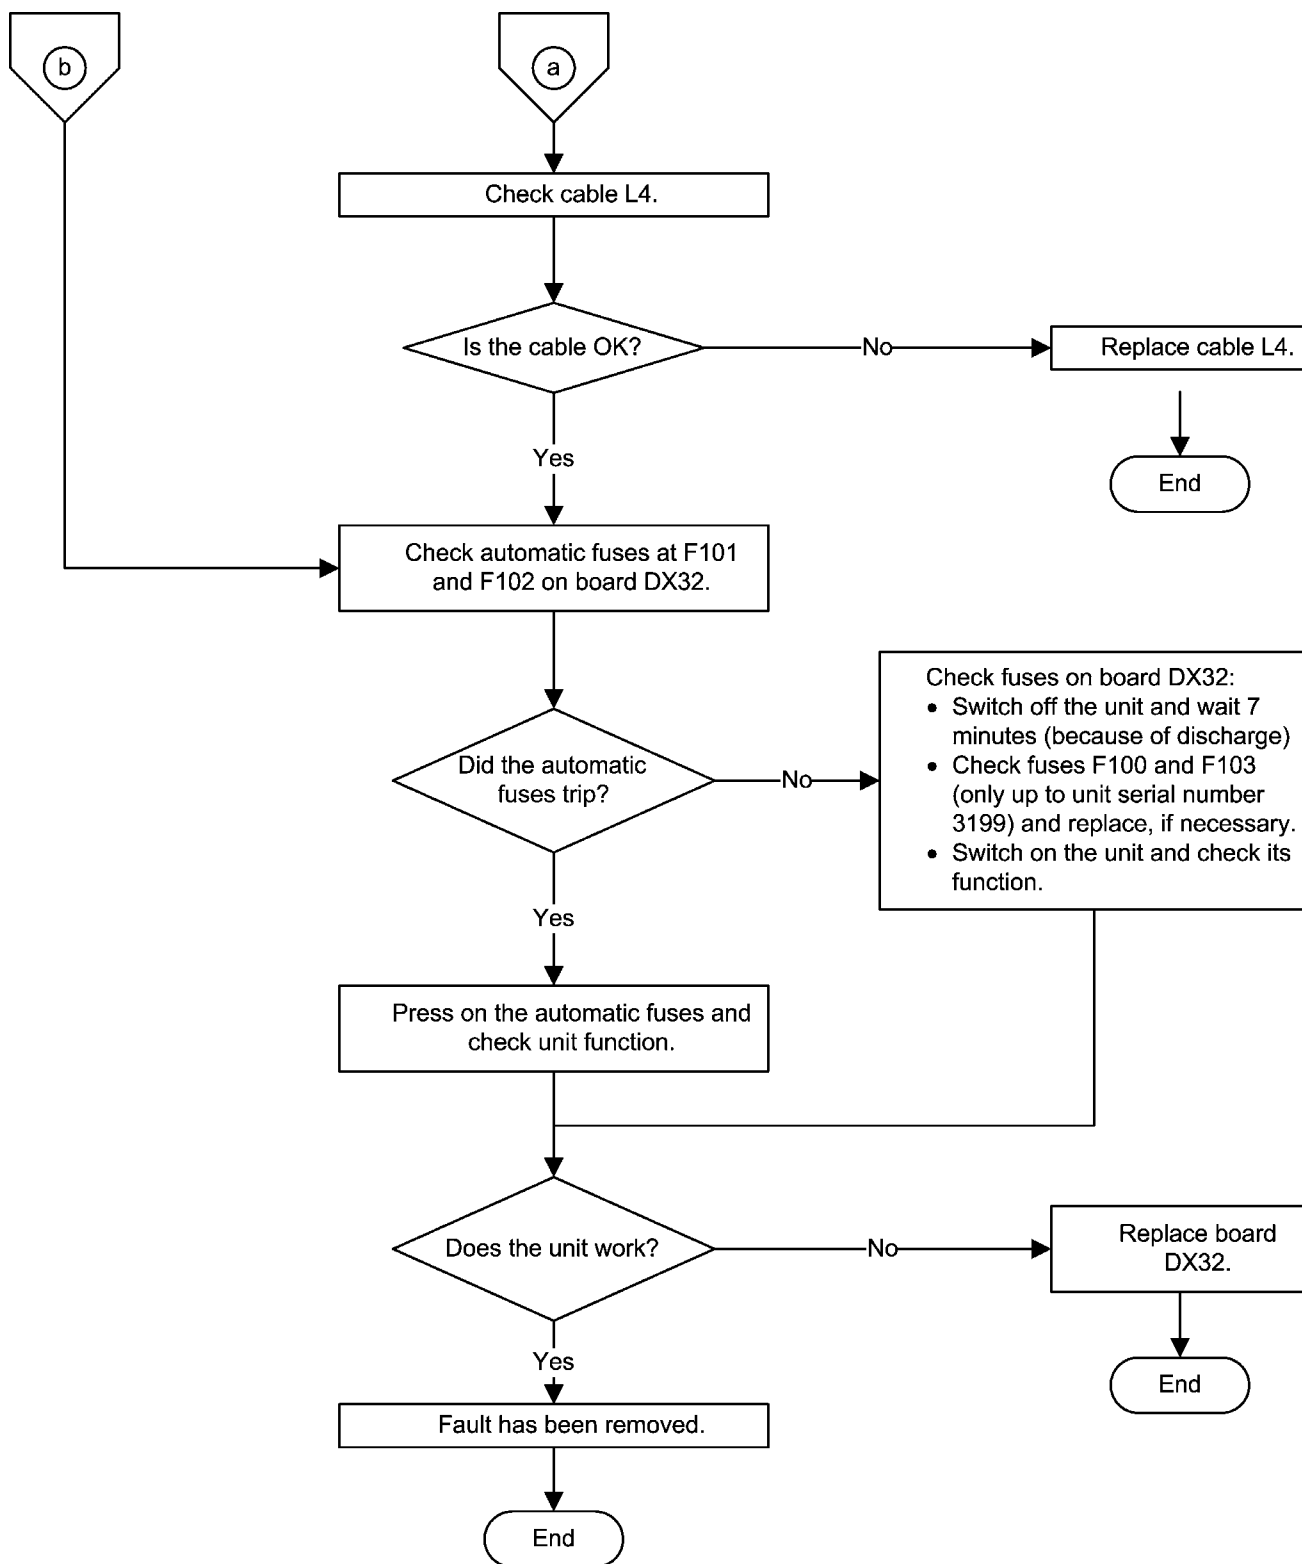 b
a
Check cable L4.
Is the cable OK?
No
Replace cable L4.
Yes
End
Check automatic fuses at F101
and F102 on board DX32.
Did the automatic
fuses trip?
No
Check fuses on board DX32:
• Switch off the unit and wait 7
minutes (because of discharge)
• Check fuses F100 and F103
(only up to unit serial number
3199) and replace, if necessary.
• Switch on the unit and check its
function.
Yes
Press on the automatic fuses and
check unit function.
Does the unit work?
No
Replace board
DX32.
Yes
End
Fault has been removed.
End